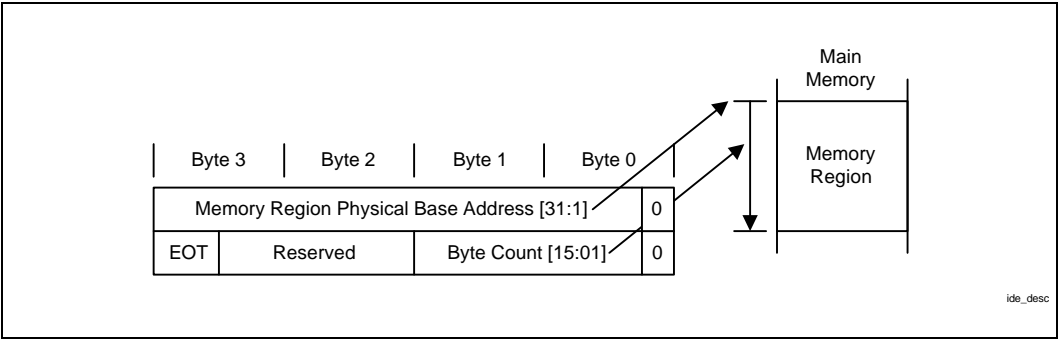 Main
Memory
Byte 3 Byte 2 Byte 1 Byte 0
Memory
Region
Memory Region Physical Base Address [31:1] 0
EOT Reserved Byte Count [15:01] 0
ide_desc